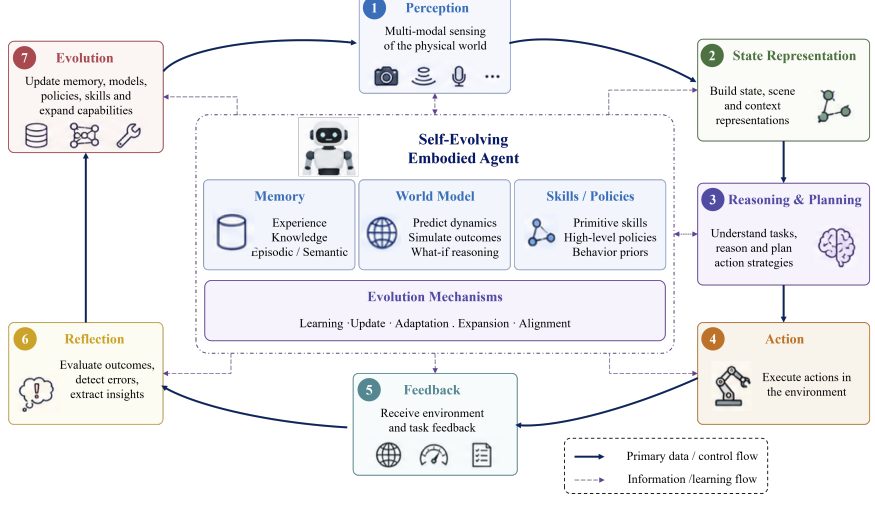 1
Perception
Multi-modal sensing
of the physical world
...
2
State Representation
Build state, scene
and context
representations
3
Reasoning & Planning
Understand tasks,
reason and plan
action strategies
4
Action
Execute actions in
the environment
5
Feedback
Receive environment
and task feedback
6
Reflection
Evaluate outcomes,
detect errors,
extract insights
7
Evolution
Update memory, models,
policies, skills and
expand capabilities
Self-Evolving
Embodied Agent
Memory
Experience
Knowledge
Episodic / Semantic
World Model
Predict dynamics
Simulate outcomes
What-if reasoning
Skills / Policies
Primitive skills
High-level policies
Behavior priors
Evolution Mechanisms
Learning ·Update · Adaptation . Expansion · Alignment
Primary data / control flow
Information /learning flow